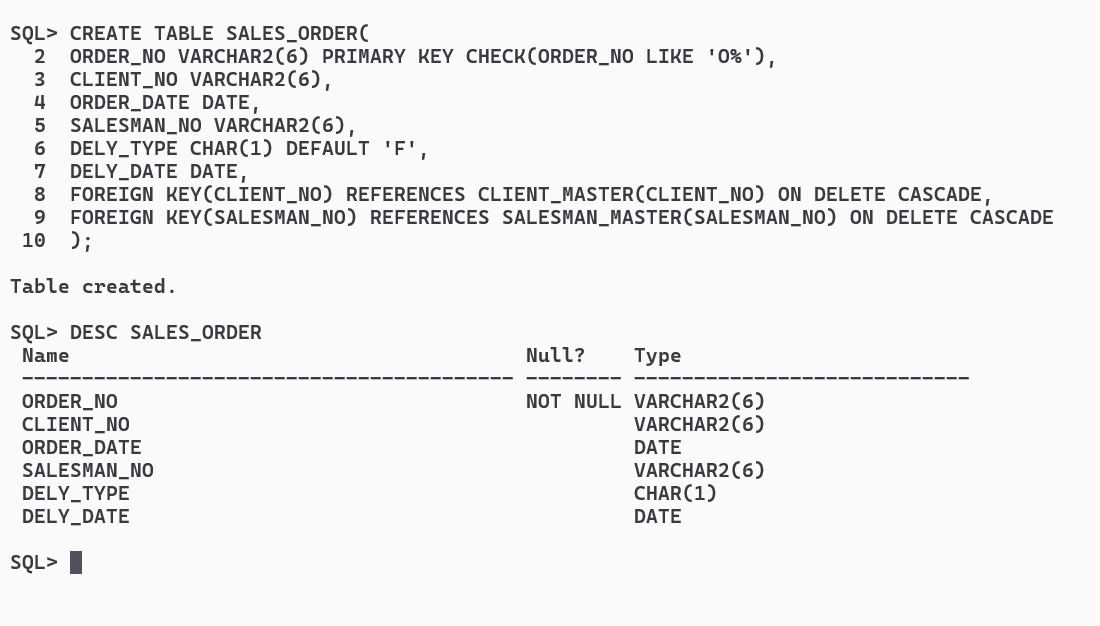 SQL> CREATE TABLE SALES_ORDER(
  2  ORDER_NO VARCHAR2(6) PRIMARY KEY CHECK(ORDER_NO LIKE 'O%'),
  3  CLIENT_NO VARCHAR2(6),
  4  ORDER_DATE DATE,
  5  SALESMAN_NO VARCHAR2(6),
  6  DELY_TYPE CHAR(1) DEFAULT 'F',
  7  DELY_DATE DATE,
  8  FOREIGN KEY(CLIENT_NO) REFERENCES CLIENT_MASTER(CLIENT_NO) ON DELETE CASCADE,
  9  FOREIGN KEY(SALESMAN_NO) REFERENCES SALESMAN_MASTER(SALESMAN_NO) ON DELETE CASCADE
 10  );
Table created.
SQL> DESC SALES_ORDER
 Name                                      Null?    Type
 ----------------------------------------- -------- ----------------------------
 ORDER_NO                                  NOT NULL VARCHAR2(6)
 CLIENT_NO                                          VARCHAR2(6)
 ORDER_DATE                                         DATE
 SALESMAN_NO                                        VARCHAR2(6)
 DELY_TYPE                                          CHAR(1)
 DELY_DATE                                          DATE
SQL>